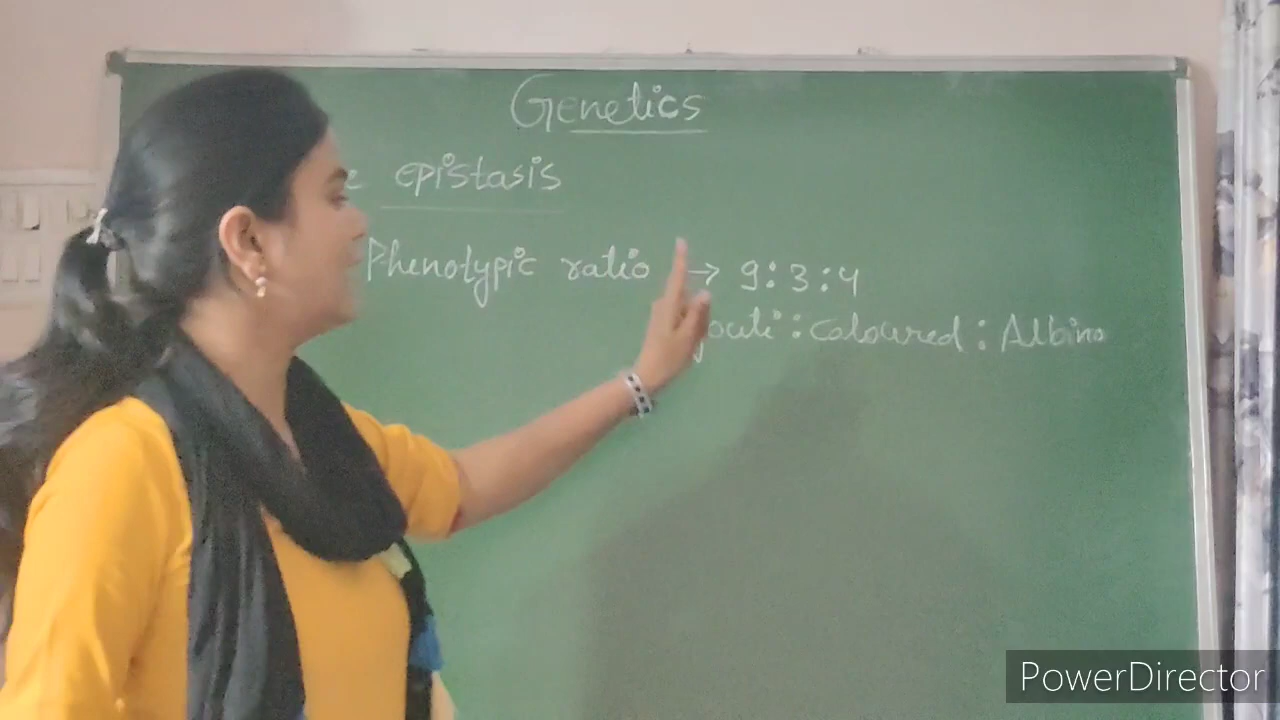 Genetics
epistasis
Phenotypic ratio → 9:3:4
outi : coloured : Albino
PowerDirector